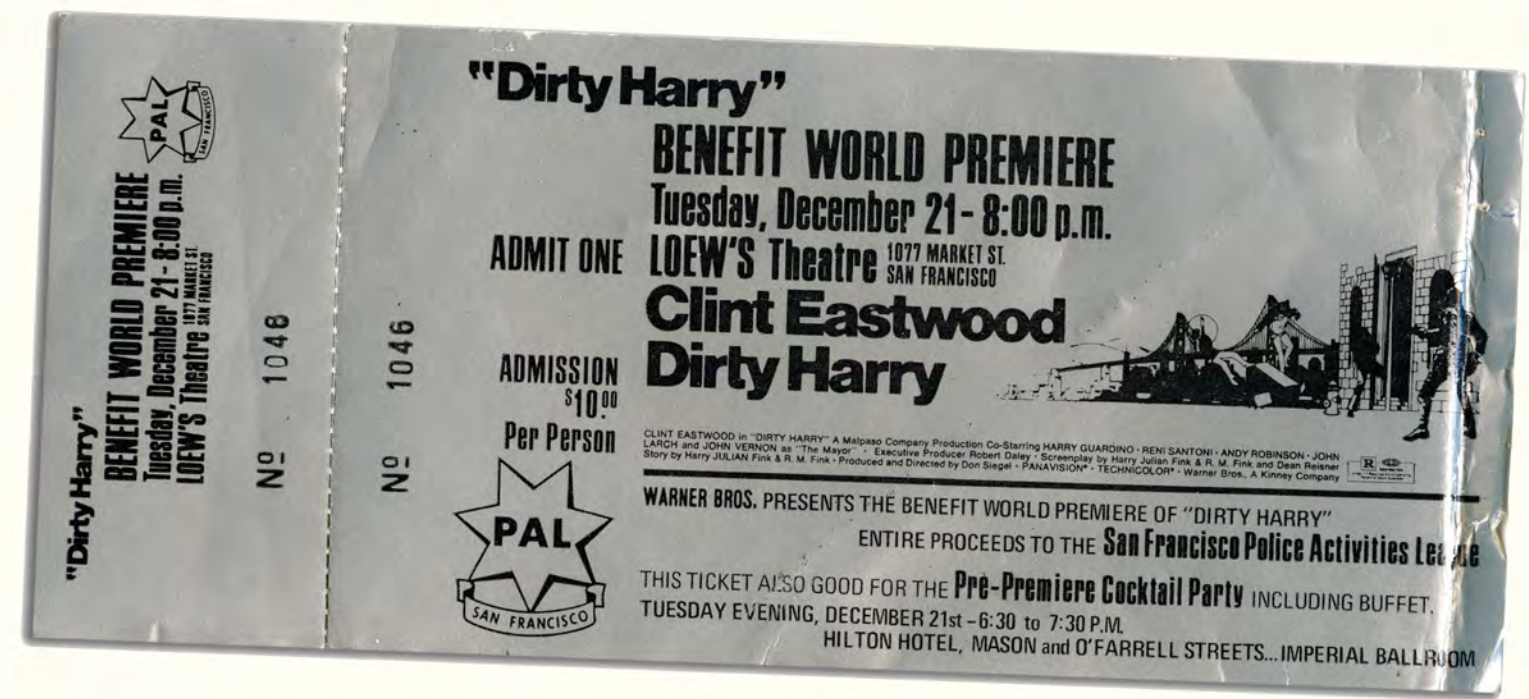 "Dirty Harry"
BENEFIT WORLD PREMIERE
Tuesday, December 21 - 8:00 p.m.
LOEW'S Theatre 1077 MARKET ST. SAN FRANCISCO
PAL
SAN FRANCISCO
Nº 1046
Nº 1046
"Dirty Harry"
BENEFIT WORLD PREMIERE
Tuesday, December 21 - 8:00 p.m.
ADMIT ONE LOEW'S Theatre 1077 MARKET ST. SAN FRANCISCO
Clint Eastwood
Dirty Harry
ADMISSION
$10.00
Per Person
CLINT EASTWOOD in "DIRTY HARRY" A Malpaso Company Production Co-Starring HARRY GUARDINO · RENI SANTONI · ANDY ROBINSON · JOHN
LARCH and JOHN VERNON as "The Mayor" · Executive Producer Robert Daley · Screenplay by Harry Julian Fink & R. M. Fink and Dean Reisner
Story by Harry JULIAN Fink & R. M. Fink · Produced and Directed by Don Siegel · PANAVISION® · TECHNICOLOR® · Warner Bros., A Kinney Company
R
PAL
SAN FRANCISCO
WARNER BROS. PRESENTS THE BENEFIT WORLD PREMIERE OF "DIRTY HARRY"
ENTIRE PROCEEDS TO THE San Francisco Police Activities League
THIS TICKET ALSO GOOD FOR THE Pre-Premiere Cocktail Party INCLUDING BUFFET.
TUESDAY EVENING, DECEMBER 21st - 6:30 to 7:30 P.M.
HILTON HOTEL, MASON and O'FARRELL STREETS...IMPERIAL BALLROOM